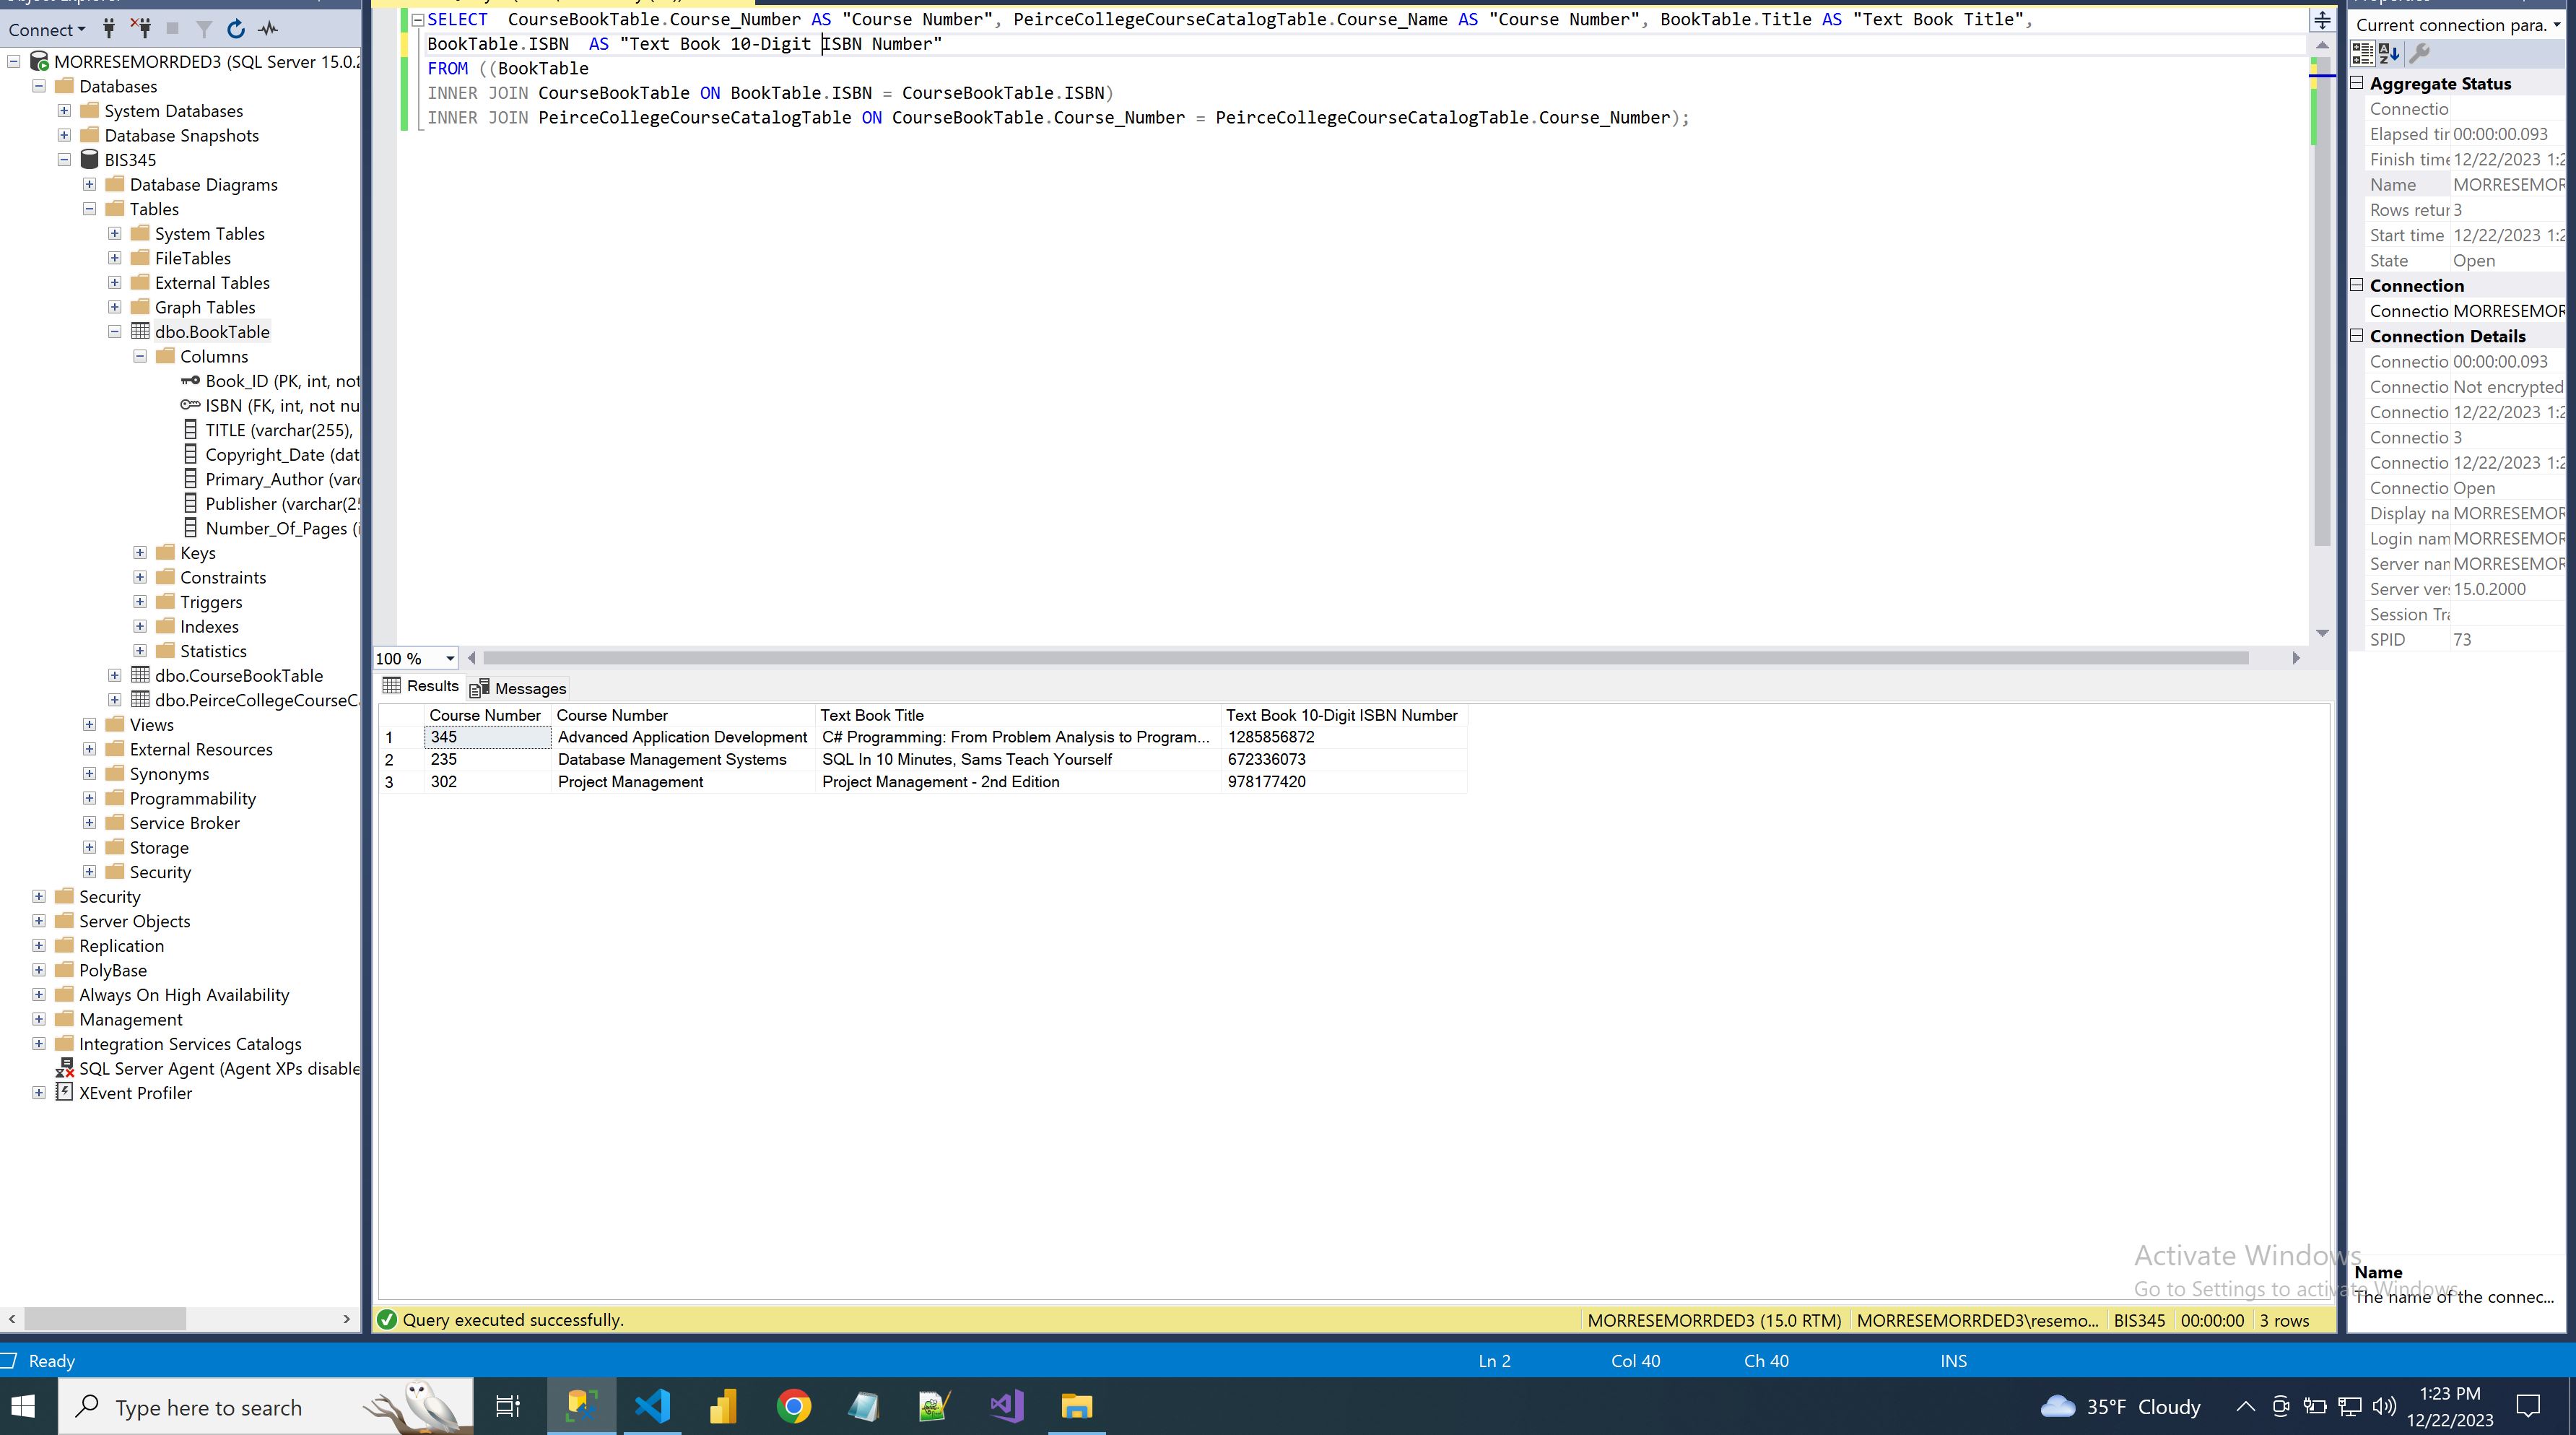 Connect
MORRESEMORRDED3 (SQL Server 15.0.2
Databases
System Databases
Database Snapshots
BIS345
Database Diagrams
Tables
System Tables
FileTables
External Tables
Graph Tables
dbo.BookTable
Columns
Book_ID (PK, int, not
ISBN (FK, int, not nu
TITLE (varchar(255),
Copyright_Date (dat
Primary_Author (varc
Publisher (varchar(25
Number_Of_Pages (i
Keys
Constraints
Triggers
Indexes
Statistics
dbo.CourseBookTable
dbo.PeirceCollegeCourseCa
Views
External Resources
Synonyms
Programmability
Service Broker
Storage
Security
Security
Server Objects
Replication
PolyBase
Always On High Availability
Management
Integration Services Catalogs
SQL Server Agent (Agent XPs disable
XEvent Profiler
SELECT  CourseBookTable.Course_Number AS "Course Number", PeirceCollegeCourseCatalogTable.Course_Name AS "Course Number", BookTable.Title AS "Text Book Title",
BookTable.ISBN  AS "Text Book 10-Digit ISBN Number"
FROM ((BookTable
INNER JOIN CourseBookTable ON BookTable.ISBN = CourseBookTable.ISBN)
INNER JOIN PeirceCollegeCourseCatalogTable ON CourseBookTable.Course_Number = PeirceCollegeCourseCatalogTable.Course_Number);
100 %
Results Messages
Course Number Course Number Text Book Title Text Book 10-Digit ISBN Number
1 345 Advanced Application Development C# Programming: From Problem Analysis to Program... 1285856872
2 235 Database Management Systems SQL In 10 Minutes, Sams Teach Yourself 672336073
3 302 Project Management Project Management - 2nd Edition 978177420
Query executed successfully. MORRESEMORRDED3 (15.0 RTM) MORRESEMORRDED3\resemo... BIS345 00:00:00 3 rows
Current connection para.
Aggregate Status
Connectio
Elapsed tir 00:00:00.093
Finish time 12/22/2023 1:2
Name MORRESEMOR
Rows retur 3
Start time 12/22/2023 1:2
State Open
Connection
Connectio MORRESEMOR
Connection Details
Connectio 00:00:00.093
Connectio Not encrypted
Connectio 12/22/2023 1:2
Connectio 3
Connectio 12/22/2023 1:2
Connectio Open
Display na MORRESEMOR
Login nam MORRESEMOR
Server nar MORRESEMOR
Server ver: 15.0.2000
Session Tra
SPID 73
Activate Windows
Go to Settings to activate Windows.
Name
The name of the connec...
Ready Ln 2 Col 40 Ch 40 INS
Type here to search
35°F Cloudy
1:23 PM
12/22/2023